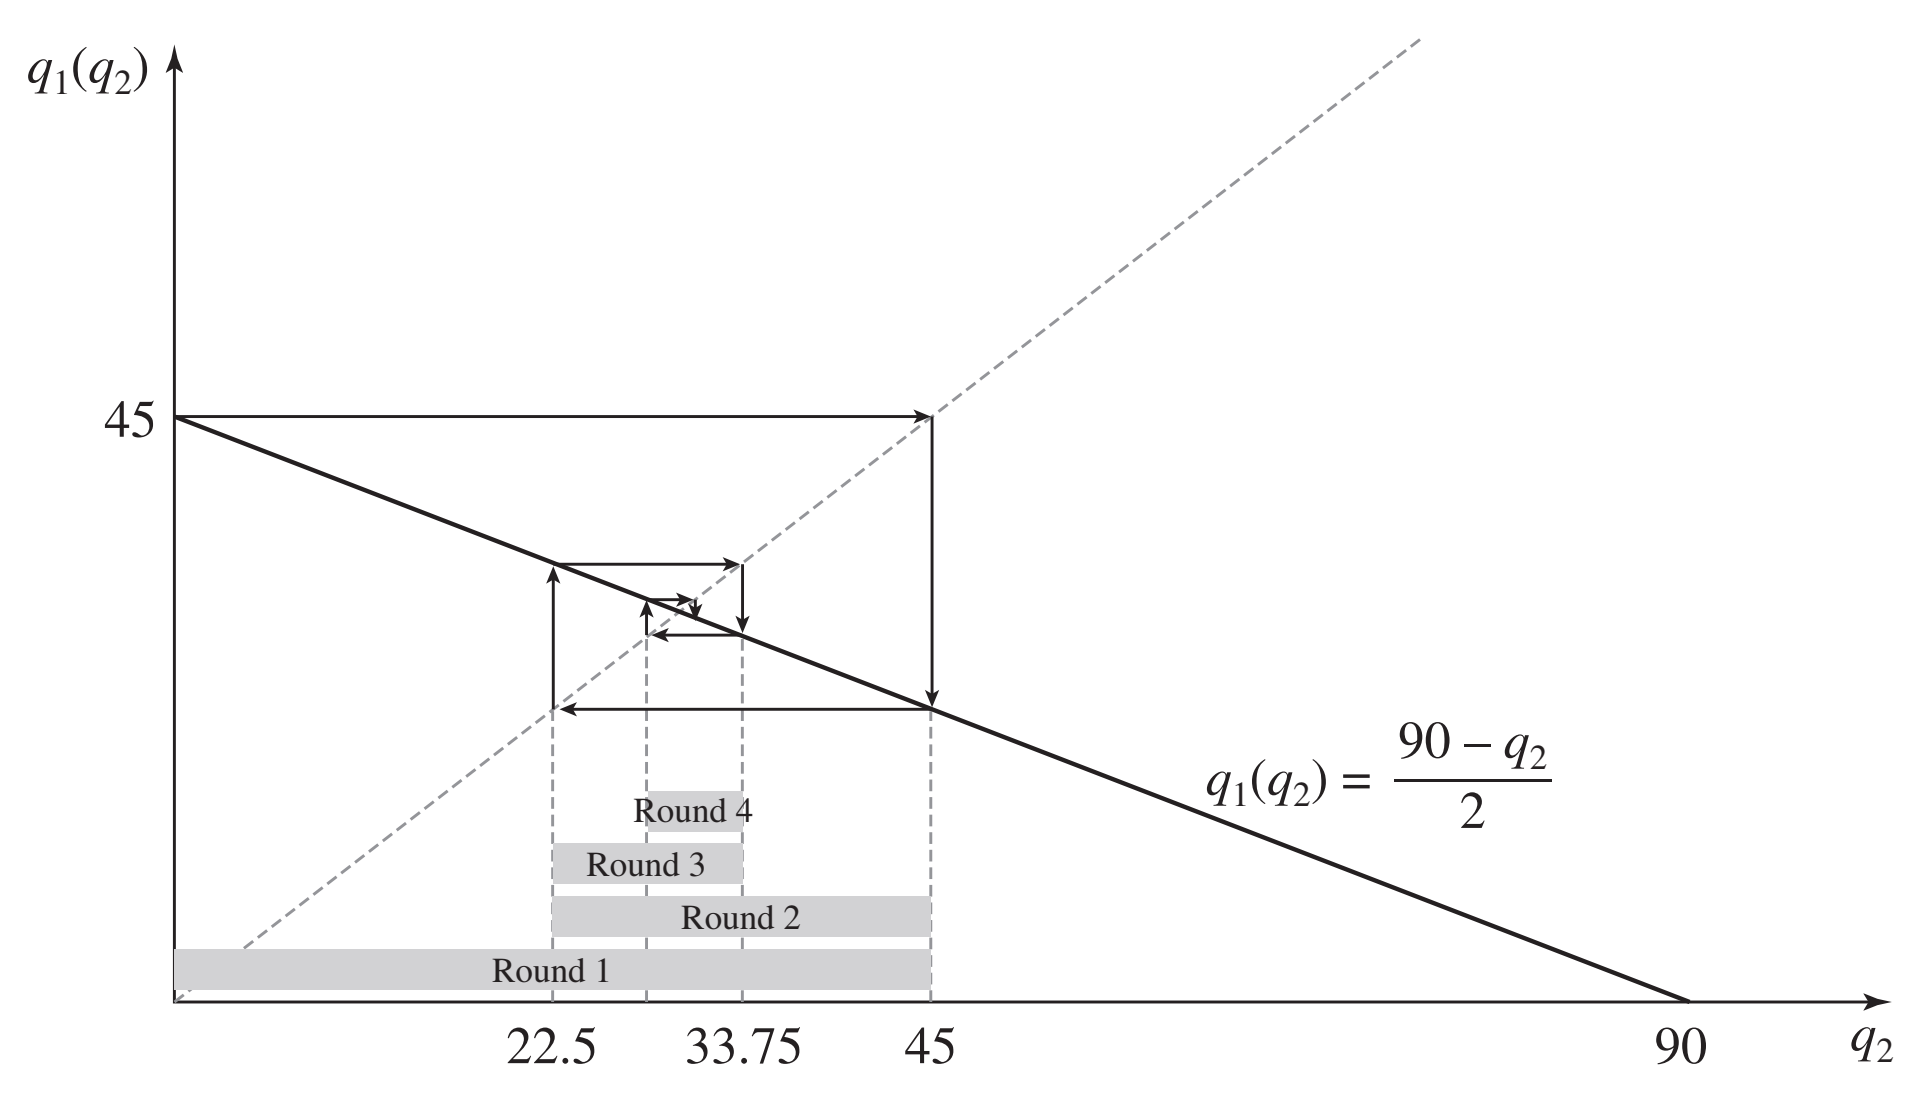 q₁(q₂)
45
q₁(q₂) = (90 – q₂)/2
Round 4
Round 3
Round 2
Round 1
22.5 33.75 45 90 q₂